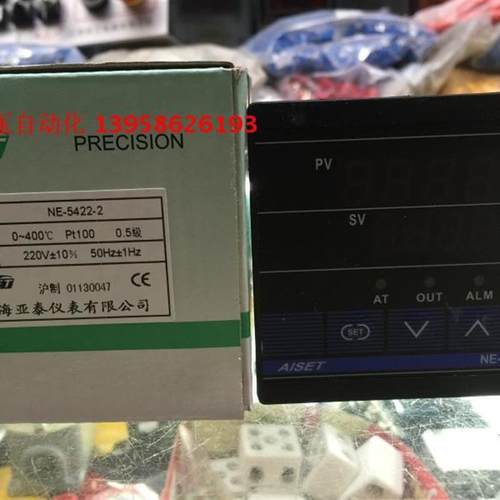 自动化 13958626193
PRECISION
NE-5422-2
0~400℃ Pt100 0.5级
220V±10% 50Hz±1Hz
沪制 01130047 CE
海亚泰仪表有限公司
PV
SV
AT OUT ALM
SET
AISET NE-